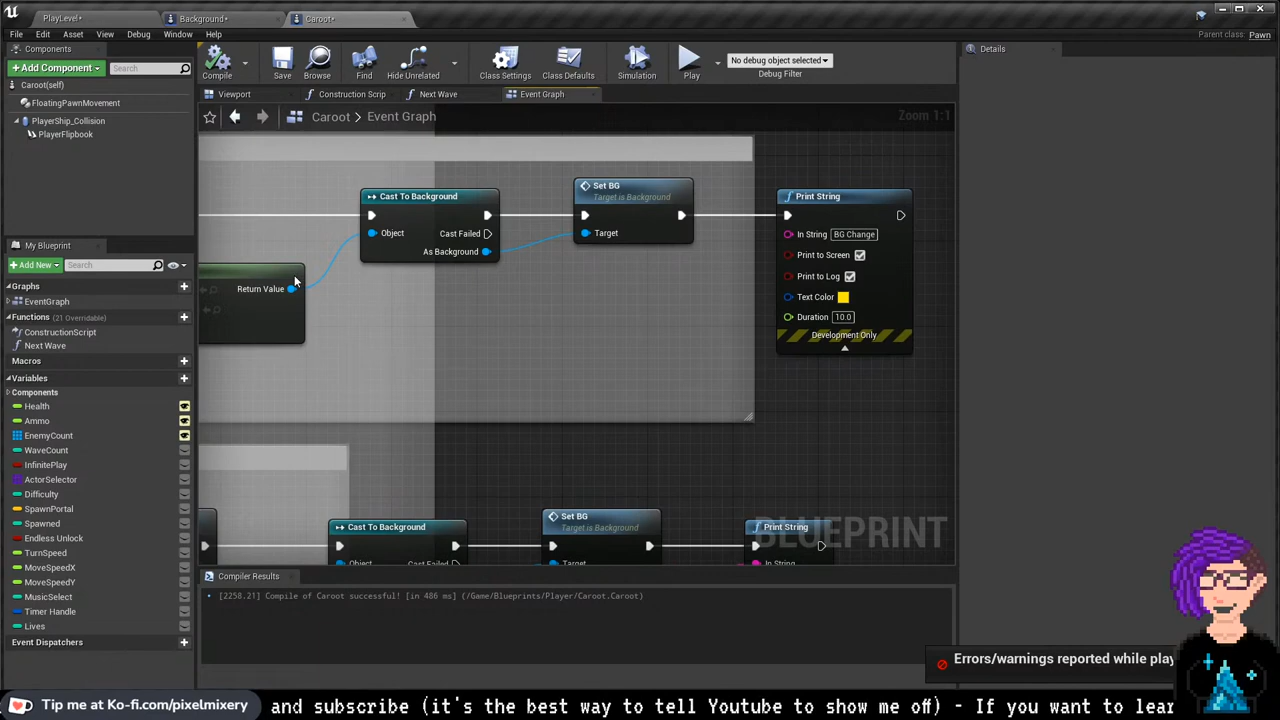 PlayLevel•
Background•
Caroot•
File
Edit
Asset
View
Debug
Window
Help
Parent class: Pawn
Components
+ Add Component
Search
Caroot(self)
FloatingPawnMovement
PlayerShip_Collision
PlayerFlipbook
Compile
Save
Browse
Find
Hide Unrelated
Class Settings
Class Defaults
Simulation
Play
No debug object selected
Debug Filter
Details
Viewport
Construction Scrip
Next Wave
Event Graph
Caroot > Event Graph
Zoom 1:1
Cast To Background
Object
Cast Failed
As Background
Set BG
Target is Background
Target
Print String
In String BG Change
Print to Screen
Print to Log
Text Color
Duration 10.0
Development Only
Return Value
My Blueprint
+ Add New
Search
Graphs
EventGraph
Functions (21 Overridable)
ConstructionScript
Next Wave
Macros
Variables
Components
Health
Ammo
EnemyCount
WaveCount
InfinitePlay
ActorSelector
Difficulty
SpawnPortal
Spawned
Endless Unlock
TurnSpeed
MoveSpeedX
MoveSpeedY
MusicSelect
Timer Handle
Lives
Event Dispatchers
Cast To Background
Object
Cast Failed
Set BG
Target is Background
Target
Print String
In String
BLUEPRINT
Compiler Results
[2258.21] Compile of Caroot successful! [in 486 ms] (/Game/Blueprints/Player/Caroot.Caroot)
Errors/warnings reported while play
Tip me at Ko-fi.com/pixelmixery
and subscribe (it's the best way to tell Youtube to show me off) - If you want to lear